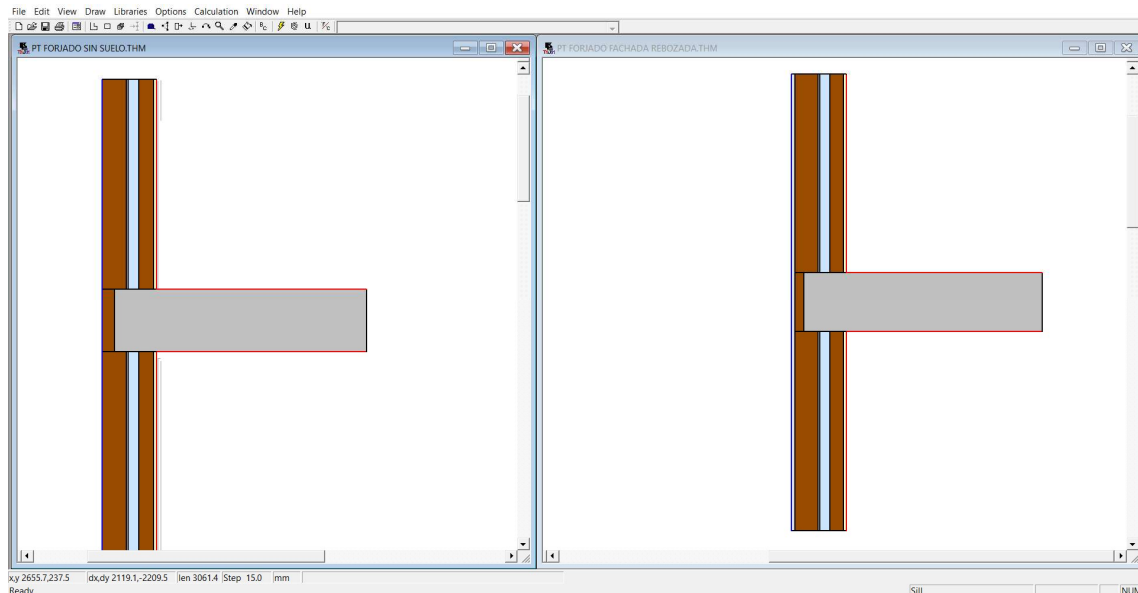 File Edit View Draw Libraries Options Calculation Window Help
PT FORJADO SIN SUELO.THM
PT FORJADO FACHADA REBOZADA.THM
x,y 2655.7,237.5 dx,dy 2119.1,-2209.5 len 3061.4 Step 15.0 mm
Ready
Sill
NUM